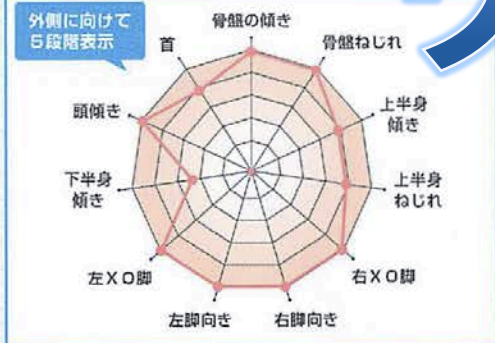 外側に向けて
5段階表示
骨盤の傾き
骨盤ねじれ
上半身
傾き
上半身
ねじれ
右ＸＯ脚
右脚向き
左脚向き
左ＸＯ脚
下半身
傾き
頭傾き
首